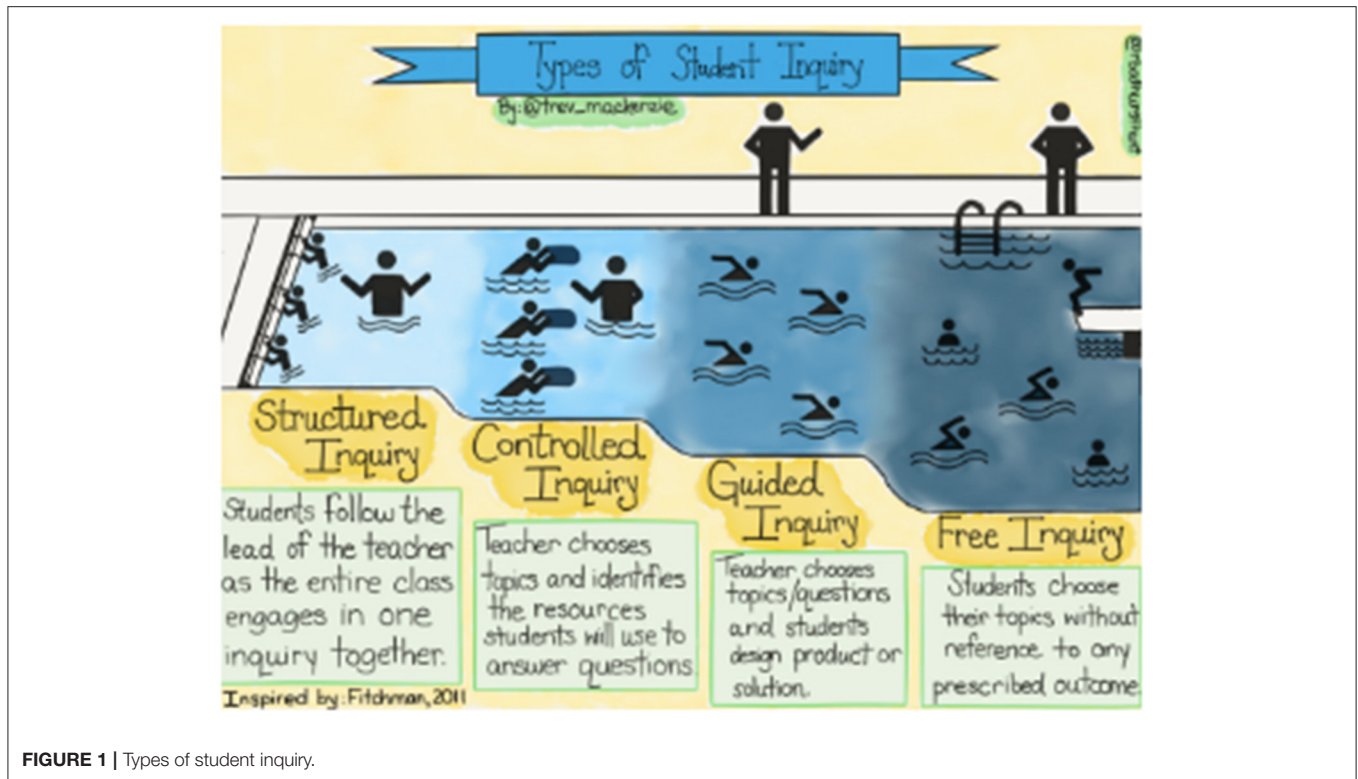 Types of Student Inquiry
By:@trev_mackenzie
Structured
Inquiry
Students follow the
lead of the teacher
as the entire class
engages in one
inquiry together.
Inspired by: Fitchman, 2011
Controlled
Inquiry
Teacher chooses
topics and identifies
the resources
students will use to
answer questions.
Guided
Inquiry
Teacher chooses
topics/questions
and students
design product or
solution.
Free Inquiry
Students choose
their topics without
reference to any
prescribed outcome.
FIGURE 1 | Types of student inquiry.